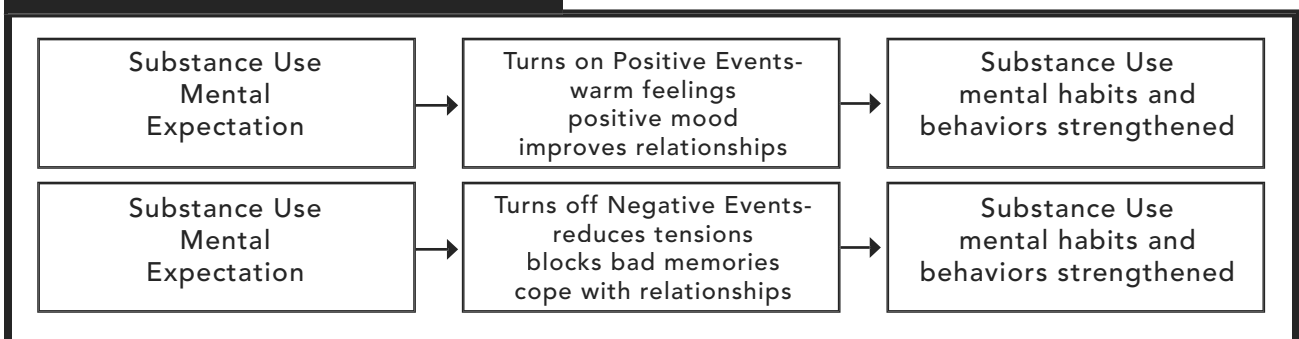 Substance Use
Mental
Expectation
Turns on Positive Events-
warm feelings
positive mood
improves relationships
Substance Use
mental habits and
behaviors strengthened
Substance Use
Mental
Expectation
Turns off Negative Events-
reduces tensions
blocks bad memories
cope with relationships
Substance Use
mental habits and
behaviors strengthened